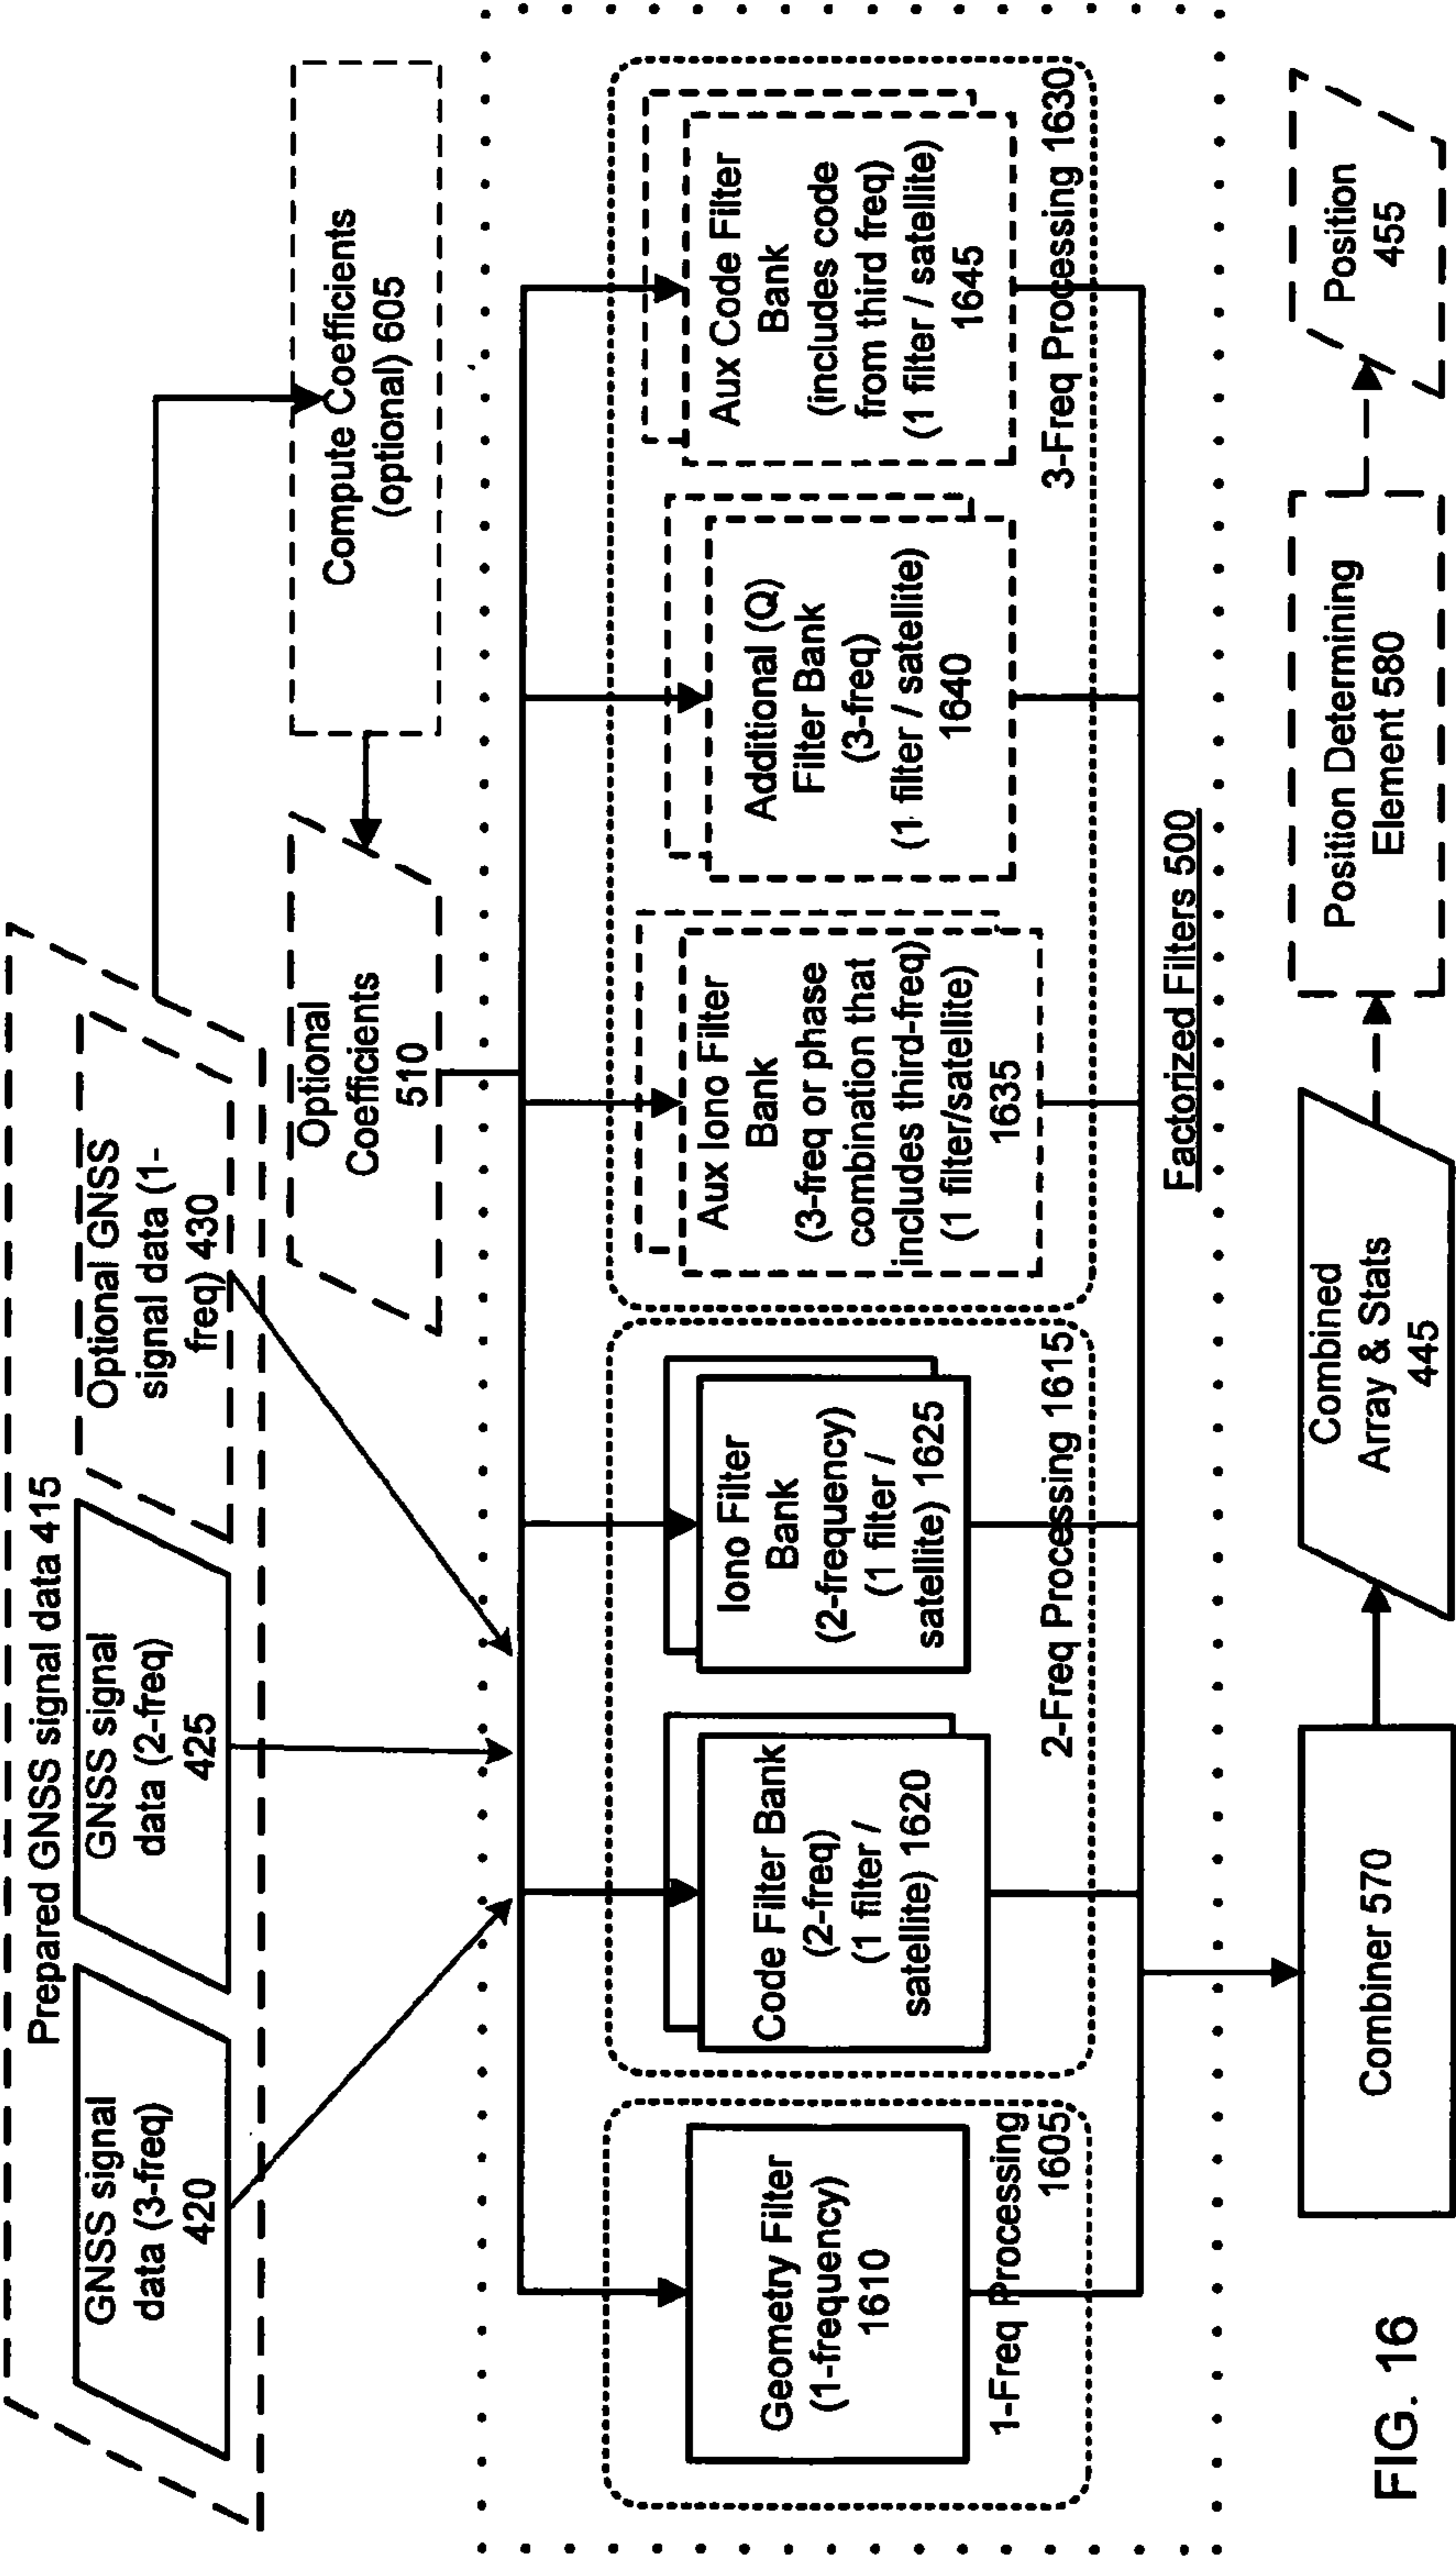 Prepared GNSS signal data 415
GNSS signal
data (3-freq)
420
GNSS signal
data (2-freq)
425
Optional GNSS
signal data (1-
freq) 430
Optional
Coefficients
510
Compute Coefficients
(optional) 605
Geometry Filter
(1-frequency)
1610
1-Freq Processing
1605
Code Filter Bank
(2-freq)
(1 filter /
satellite) 1620
Iono Filter
Bank
(2-frequency)
(1 filter /
satellite) 1625
2-Freq Processing 1615
Aux Iono Filter
Bank
(3-freq or phase
combination that
includes third-freq)
(1 filter/satellite)
1635
Additional (Q)
Filter Bank
(3-freq)
(1 filter / satellite)
1640
Aux Code Filter
Bank
(includes code
from third freq)
(1 filter / satellite)
1645
3-Freq Processing 1630
Factorized Filters 500
Combiner 570
Combined
Array & Stats
445
Position Determining
Element 580
Position
455
FIG. 16